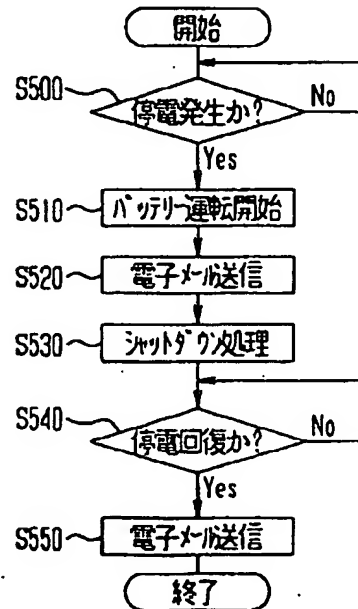 開始
S500
停電発生か?
No
Yes
S510
バッテリー運転開始
S520
電子メール送信
S530
シャットダウン処理
S540
停電回復か?
No
Yes
S550
電子メール送信
終了